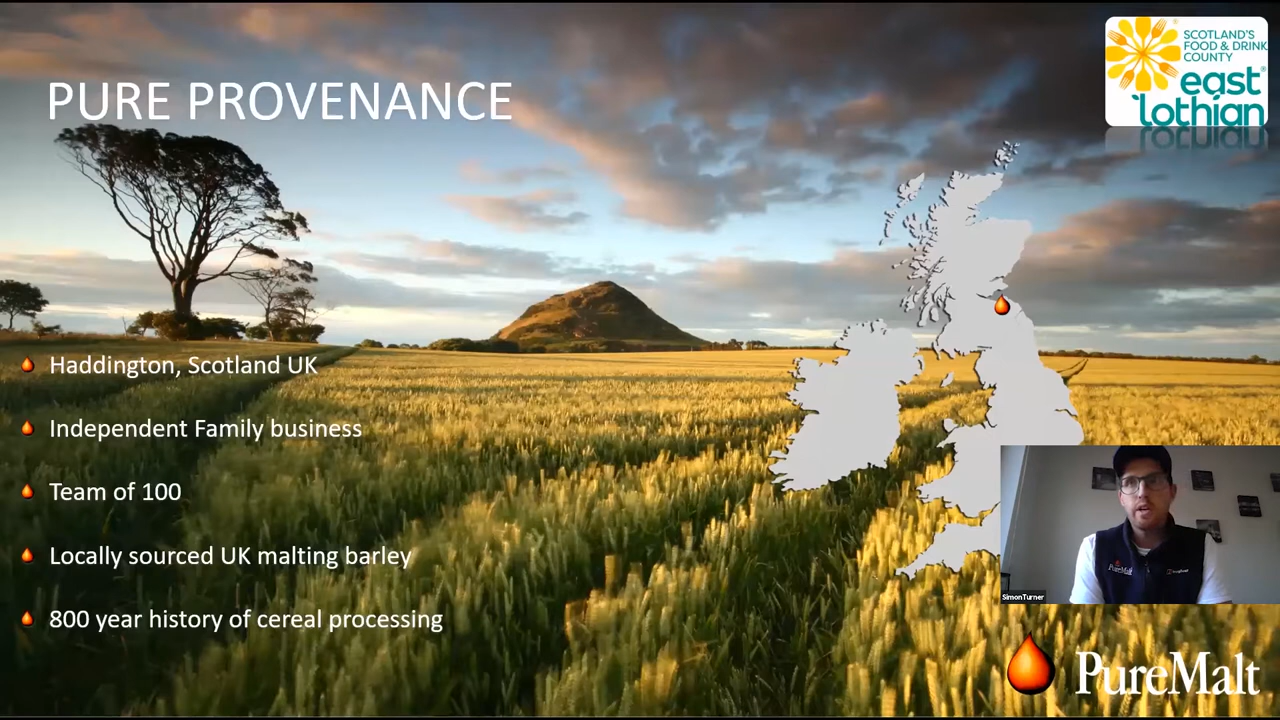 SCOTLAND'S
FOOD & DRINK
COUNTY
east
lothian
PURE PROVENANCE
Haddington, Scotland UK
Independent Family business
Team of 100
Locally sourced UK malting barley
800 year history of cereal processing
PureMalt
SimonTurner
PureMalt